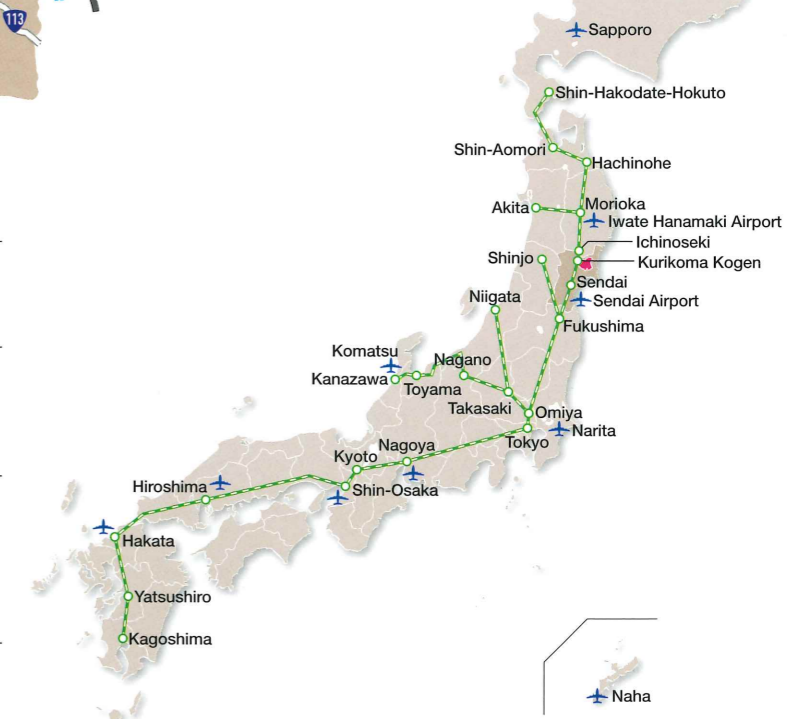 113
Sapporo
Shin-Hakodate-Hokuto
Shin-Aomori
Hachinohe
Akita
Morioka
Iwate Hanamaki Airport
Ichinoseki
Shinjo
Kurikoma Kogen
Sendai
Niigata
Sendai Airport
Fukushima
Komatsu
Nagano
Kanazawa
Toyama
Takasaki
Omiya
Narita
Tokyo
Nagoya
Kyoto
Hiroshima
Shin-Osaka
Hakata
Yatsushiro
Kagoshima
Naha